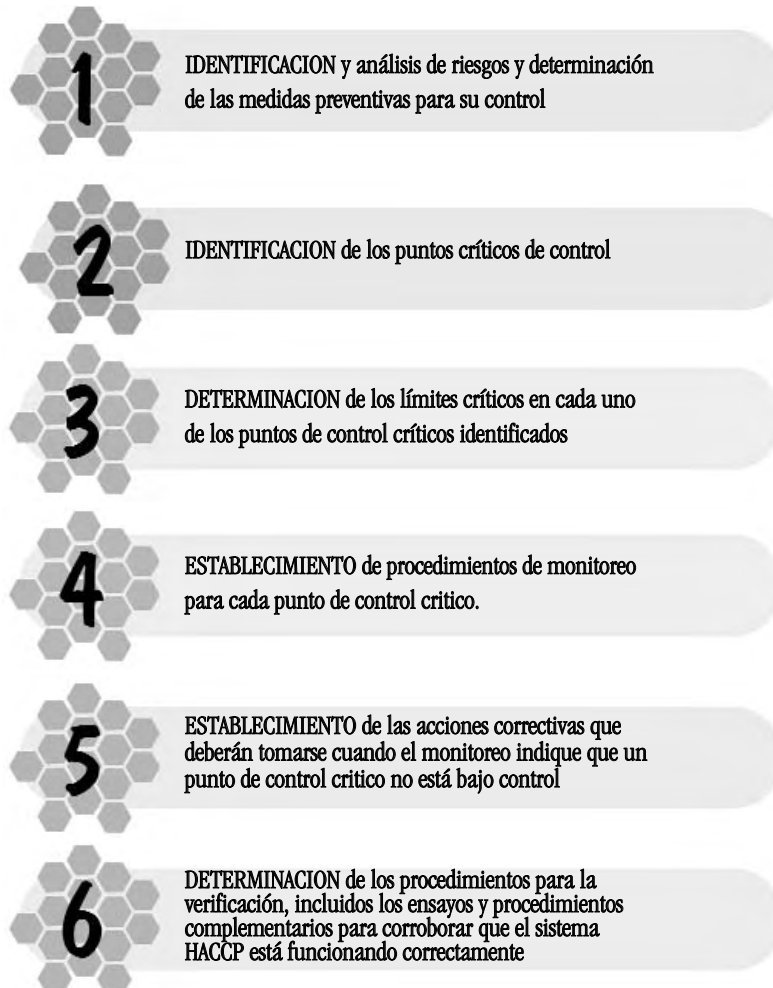 1
IDENTIFICACION y análisis de riesgos y determinación
de las medidas preventivas para su control
2
IDENTIFICACION de los puntos críticos de control
3
DETERMINACION de los límites críticos en cada uno
de los puntos de control críticos identificados
4
ESTABLECIMIENTO de procedimientos de monitoreo
para cada punto de control critico.
5
ESTABLECIMIENTO de las acciones correctivas que
deberán tomarse cuando el monitoreo indique que un
punto de control critico no está bajo control
6
DETERMINACION de los procedimientos para la
verificación, incluidos los ensayos y procedimientos
complementarios para corroborar que el sistema
HACCP está funcionando correctamente